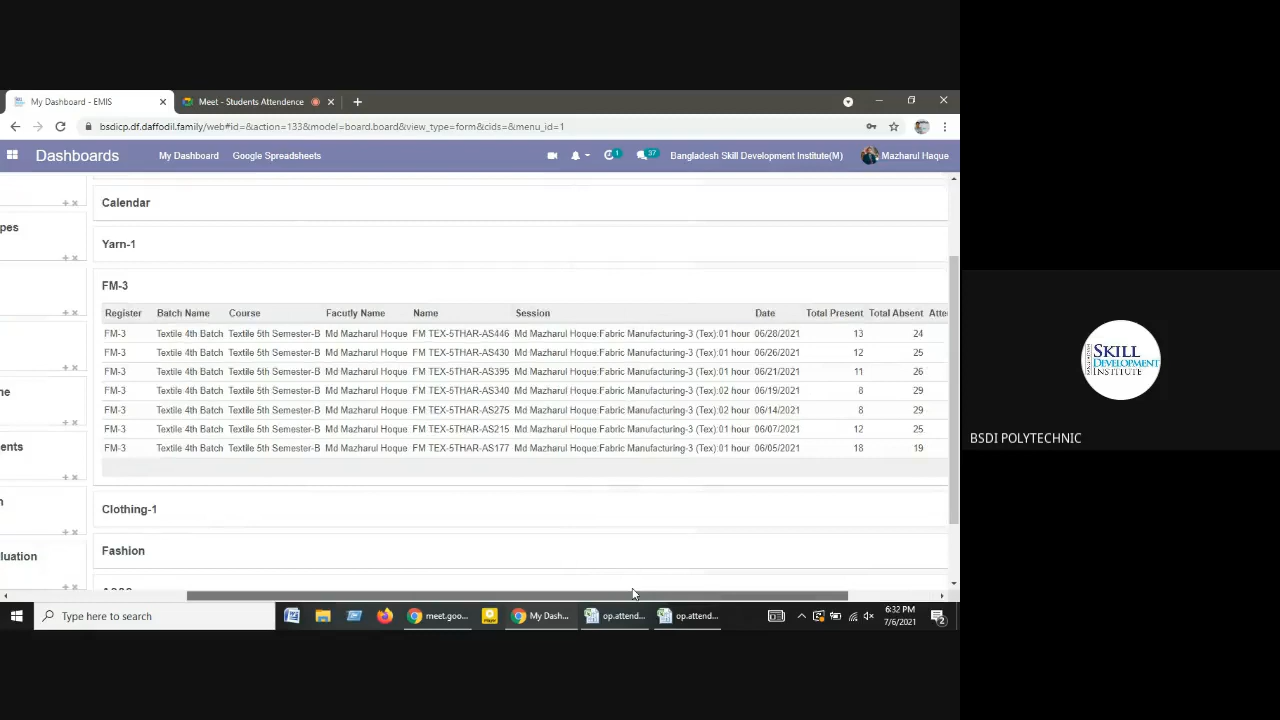 My Dashboard - EMIS
Meet - Students Attendence
bsdicp.df.daffodil.family/web#id=&action=133&model=board.board&view_type=form&cids=&menu_id=1
Dashboards My Dashboard Google Spreadsheets 1 37 Bangladesh Skill Development Institute(M) Mazharul Haque
Calendar
pes
Yarn-1
FM-3
Register Batch Name Course Facutly Name Name Session Date Total Present Total Absent Atte
FM-3 Textile 4th Batch Textile 5th Semester-B Md Mazharul Hoque FM TEX-5THAR-AS446 Md Mazharul Hoque:Fabric Manufacturing-3 (Tex):01 hour 06/28/2021 13 24
FM-3 Textile 4th Batch Textile 5th Semester-B Md Mazharul Hoque FM TEX-5THAR-AS430 Md Mazharul Hoque:Fabric Manufacturing-3 (Tex):01 hour 06/26/2021 12 25
FM-3 Textile 4th Batch Textile 5th Semester-B Md Mazharul Hoque FM TEX-5THAR-AS395 Md Mazharul Hoque:Fabric Manufacturing-3 (Tex):01 hour 06/21/2021 11 26
FM-3 Textile 4th Batch Textile 5th Semester-B Md Mazharul Hoque FM TEX-5THAR-AS340 Md Mazharul Hoque:Fabric Manufacturing-3 (Tex):02 hour 06/19/2021 8 29
FM-3 Textile 4th Batch Textile 5th Semester-B Md Mazharul Hoque FM TEX-5THAR-AS275 Md Mazharul Hoque:Fabric Manufacturing-3 (Tex):02 hour 06/14/2021 8 29
FM-3 Textile 4th Batch Textile 5th Semester-B Md Mazharul Hoque FM TEX-5THAR-AS215 Md Mazharul Hoque:Fabric Manufacturing-3 (Tex):01 hour 06/07/2021 12 25
FM-3 Textile 4th Batch Textile 5th Semester-B Md Mazharul Hoque FM TEX-5THAR-AS177 Md Mazharul Hoque:Fabric Manufacturing-3 (Tex):01 hour 06/05/2021 18 19
ne
ents
n
luation
Clothing-1
Fashion
Type here to search
meet.goo...
My Dash...
op.attend...
op.attend...
6:32 PM
7/6/2021
2
SKILL
DEVELOPMENT
INSTITUTE
BSDI POLYTECHNIC